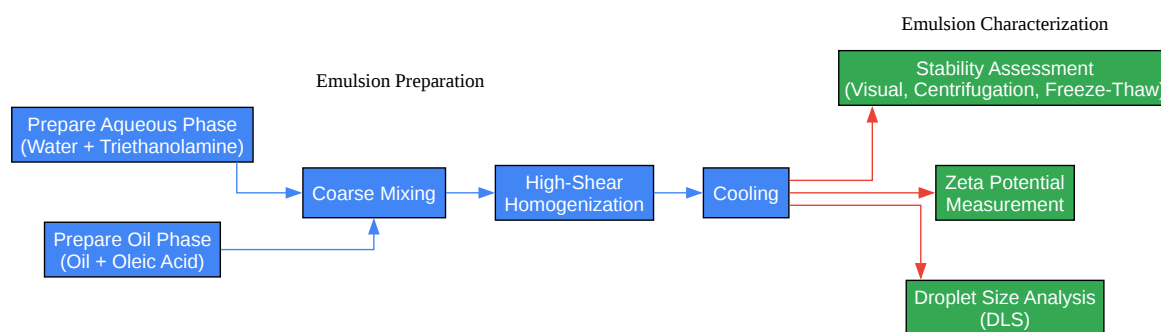 Emulsion Characterization
Emulsion Preparation
Stability Assessment
(Visual, Centrifugation, Freeze-Thaw)
Prepare Aqueous Phase
(Water + Triethanolamine)
Coarse Mixing
High-Shear
Homogenization
Cooling
Zeta Potential
Measurement
Prepare Oil Phase
(Oil + Oleic Acid)
Droplet Size Analysis
(DLS)